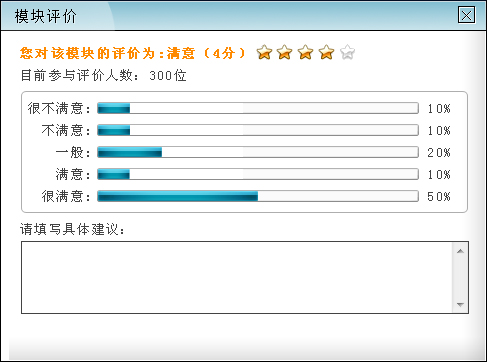 模块评价
您对该模块的评价为:满意（4分）
目前参与评价人数：300位
很不满意： 10%
不满意： 10%
一般： 20%
满意： 10%
很满意： 50%
请填写具体建议：